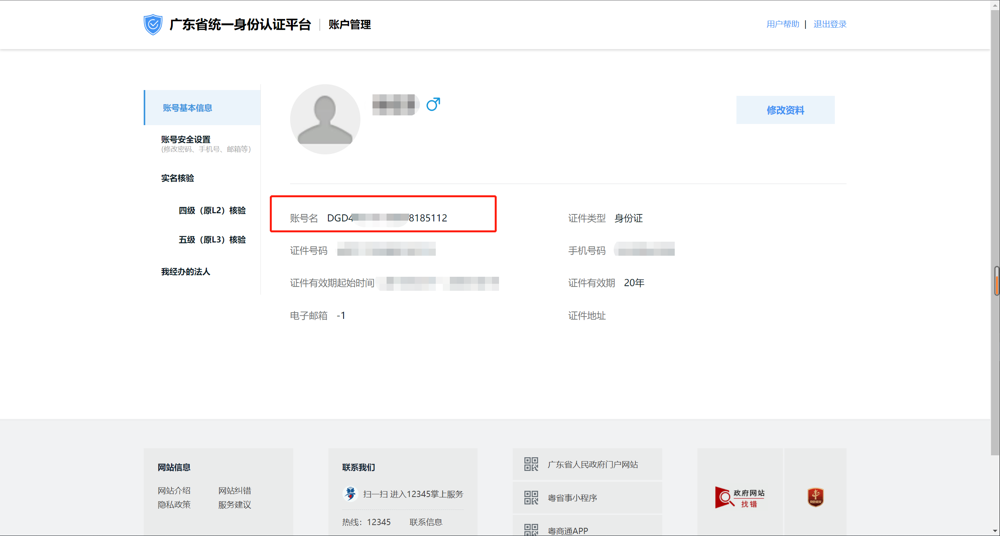 广东省统一身份认证平台 账户管理
用户帮助 | 退出登录
账号基本信息
账号安全设置
(修改密码、手机号、邮箱等)
实名核验
四级（原L2）核验
五级（原L3）核验
我经办的法人
修改资料
账号名 DGD4 8185112
证件类型 身份证
证件号码
手机号码
证件有效期起始时间
证件有效期 20年
电子邮箱 -1
证件地址
网站信息
网站介绍 网站纠错
隐私政策 服务建议
联系我们
扫一扫 进入12345掌上服务
热线：12345 联系信息
广东省人民政府门户网站
粤省事小程序
粤商通APP
政府网站
找错
党政机关